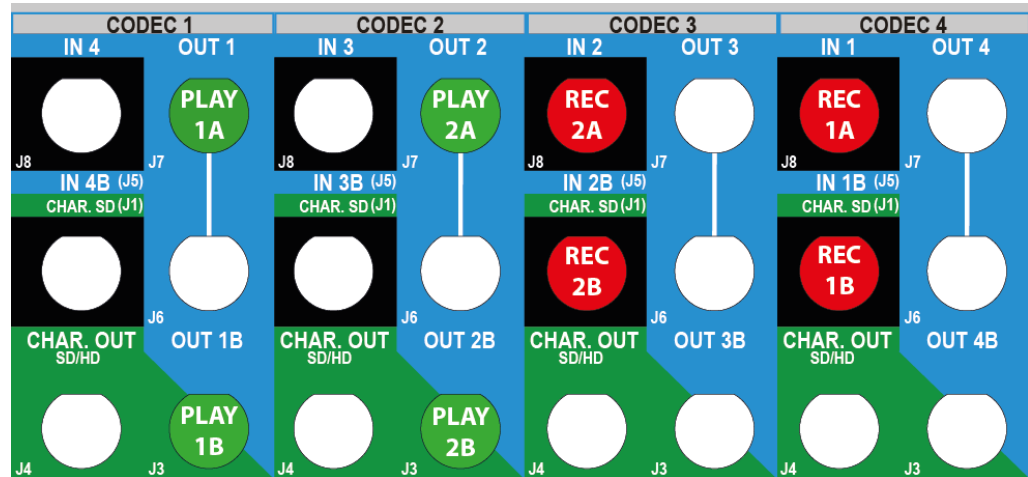 CODEC 1 CODEC 2 CODEC 3 CODEC 4
IN 4 OUT 1 IN 3 OUT 2 IN 2 OUT 3 IN 1 OUT 4
PLAY PLAY REC REC
1A 2A 2A 1A
J8 J7 J8 J7 J8 J7 J8 J7
IN 4B (J5) IN 3B (J5) IN 2B (J5) IN 1B (J5)
CHAR. SD (J1) CHAR. SD (J1) CHAR. SD (J1) CHAR. SD (J1)
REC REC
2B 1B
J6 J6 J6 J6
CHAR. OUT OUT 1B CHAR. OUT OUT 2B CHAR. OUT OUT 3B CHAR. OUT OUT 4B
SD/HD SD/HD SD/HD SD/HD
PLAY PLAY
1B 2B
J4 J3 J4 J3 J4 J3 J4 J3